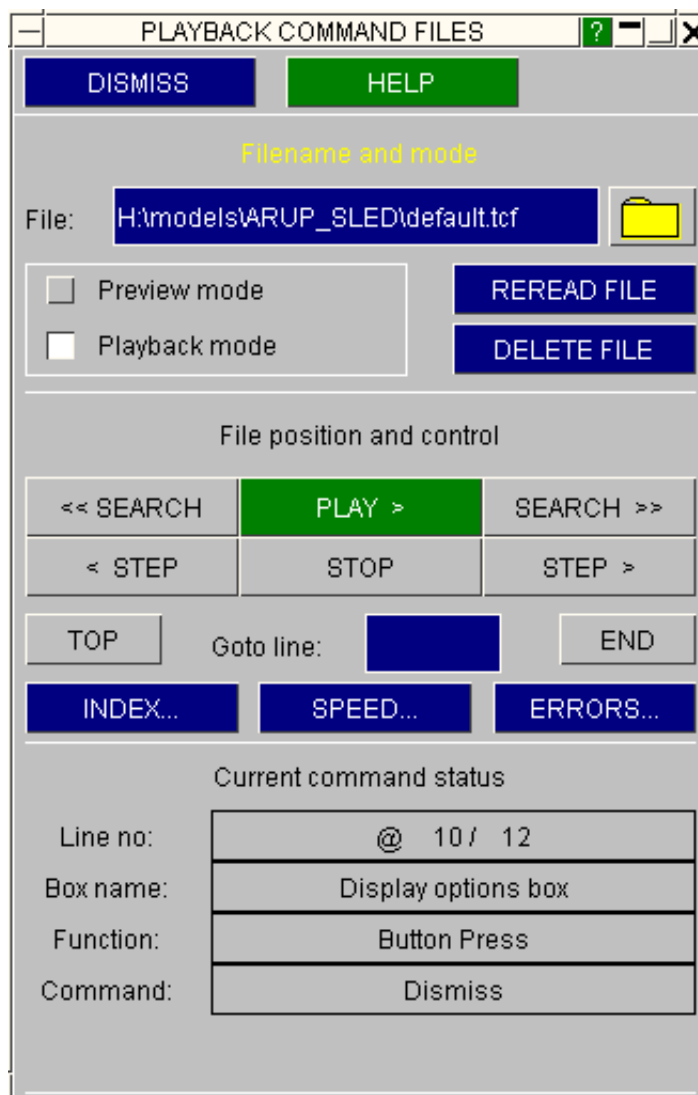 PLAYBACK COMMAND FILES ?
DISMISS HELP
Filename and mode
File: H:\models\ARUP_SLED\default.tcf
Preview mode REREAD FILE
Playback mode DELETE FILE
File position and control
<< SEARCH PLAY > SEARCH >>
< STEP STOP STEP >
TOP Goto line: END
INDEX... SPEED... ERRORS...
Current command status
Line no: @ 10 / 12
Box name: Display options box
Function: Button Press
Command: Dismiss